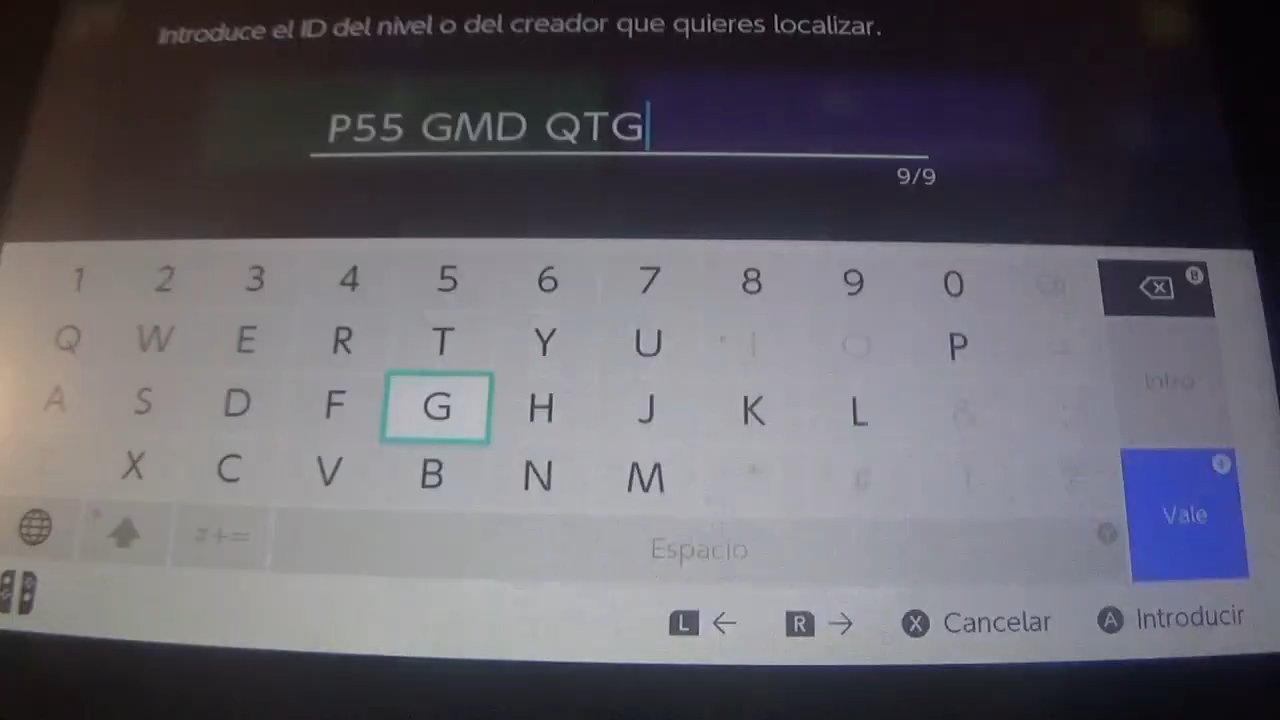 Introduce el ID del nivel o del creador que quieres localizar.
P55 GMD QTG
9/9
1 2 3 4 5 6 7 8 9 0
B
Q W E R T Y U I O P
Intro
A S D F G H J K L
X C V B N M
Vale
Espacio
L ← R → X Cancelar A Introducir